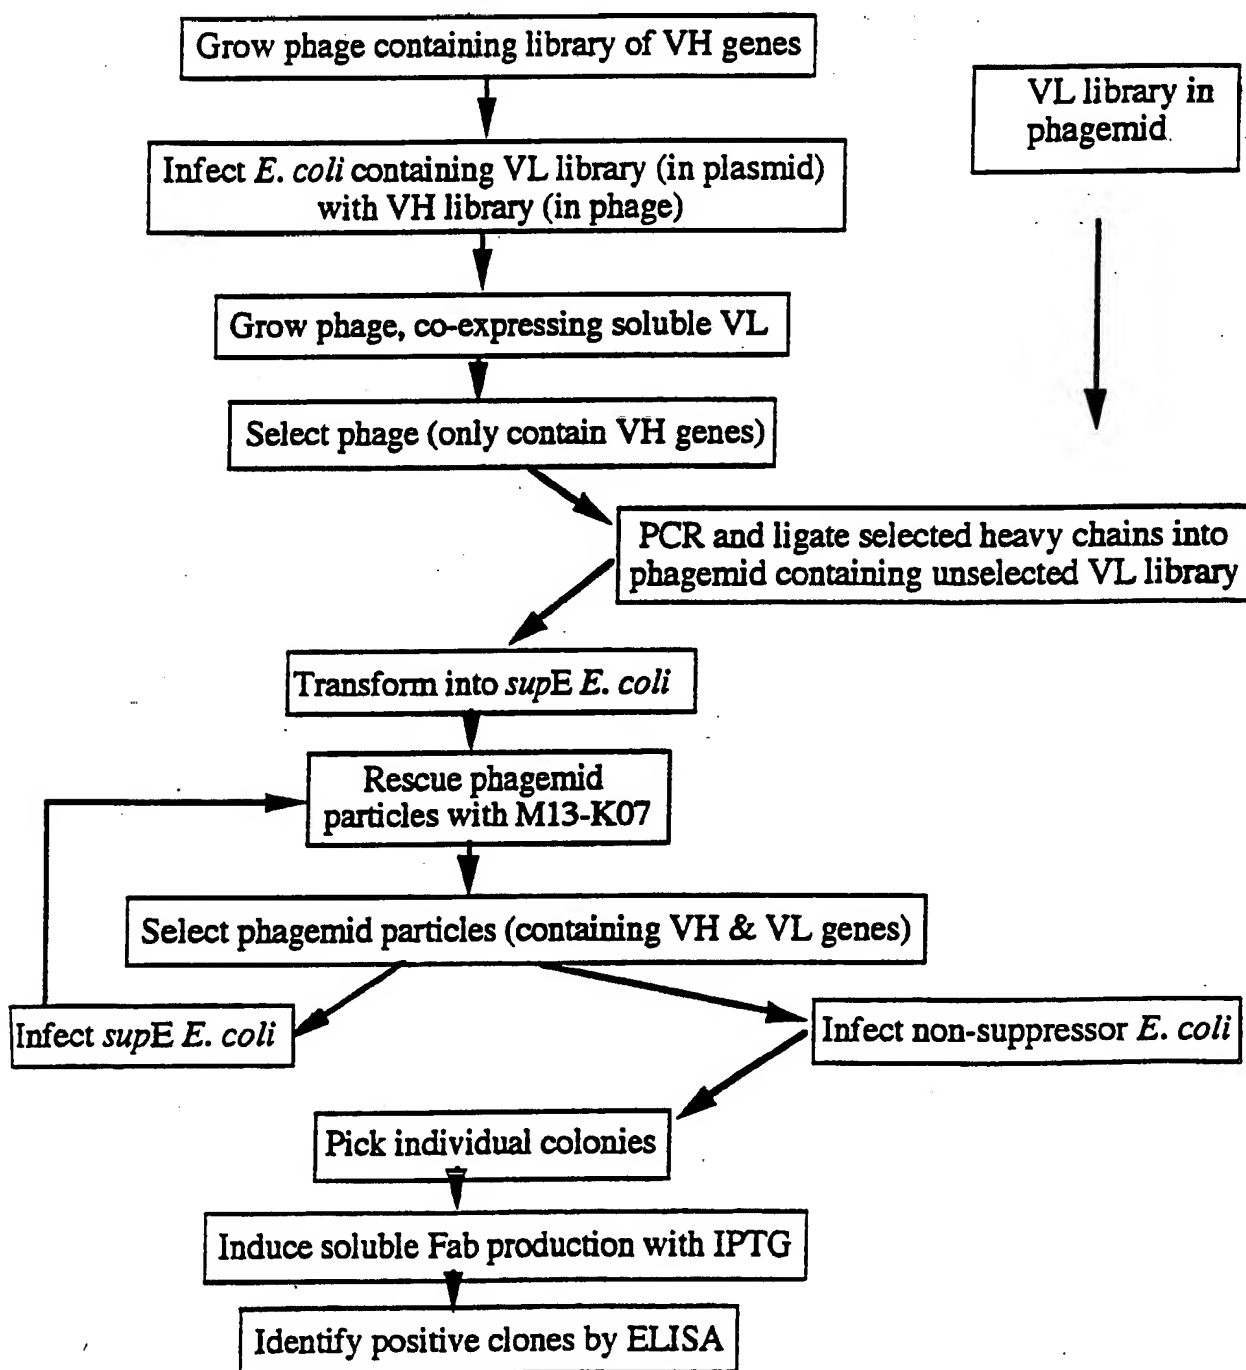 Grow phage containing library of VH genes
VL library in
phagemid
Infect E. coli containing VL library (in plasmid)
with VH library (in phage)
Grow phage, co-expressing soluble VL
Select phage (only contain VH genes)
PCR and ligate selected heavy chains into
phagemid containing unselected VL library
Transform into supE E. coli
Rescue phagemid
particles with M13-K07
Select phagemid particles (containing VH & VL genes)
Infect supE E. coli
Infect non-suppressor E. coli
Pick individual colonies
Induce soluble Fab production with IPTG
Identify positive clones by ELISA